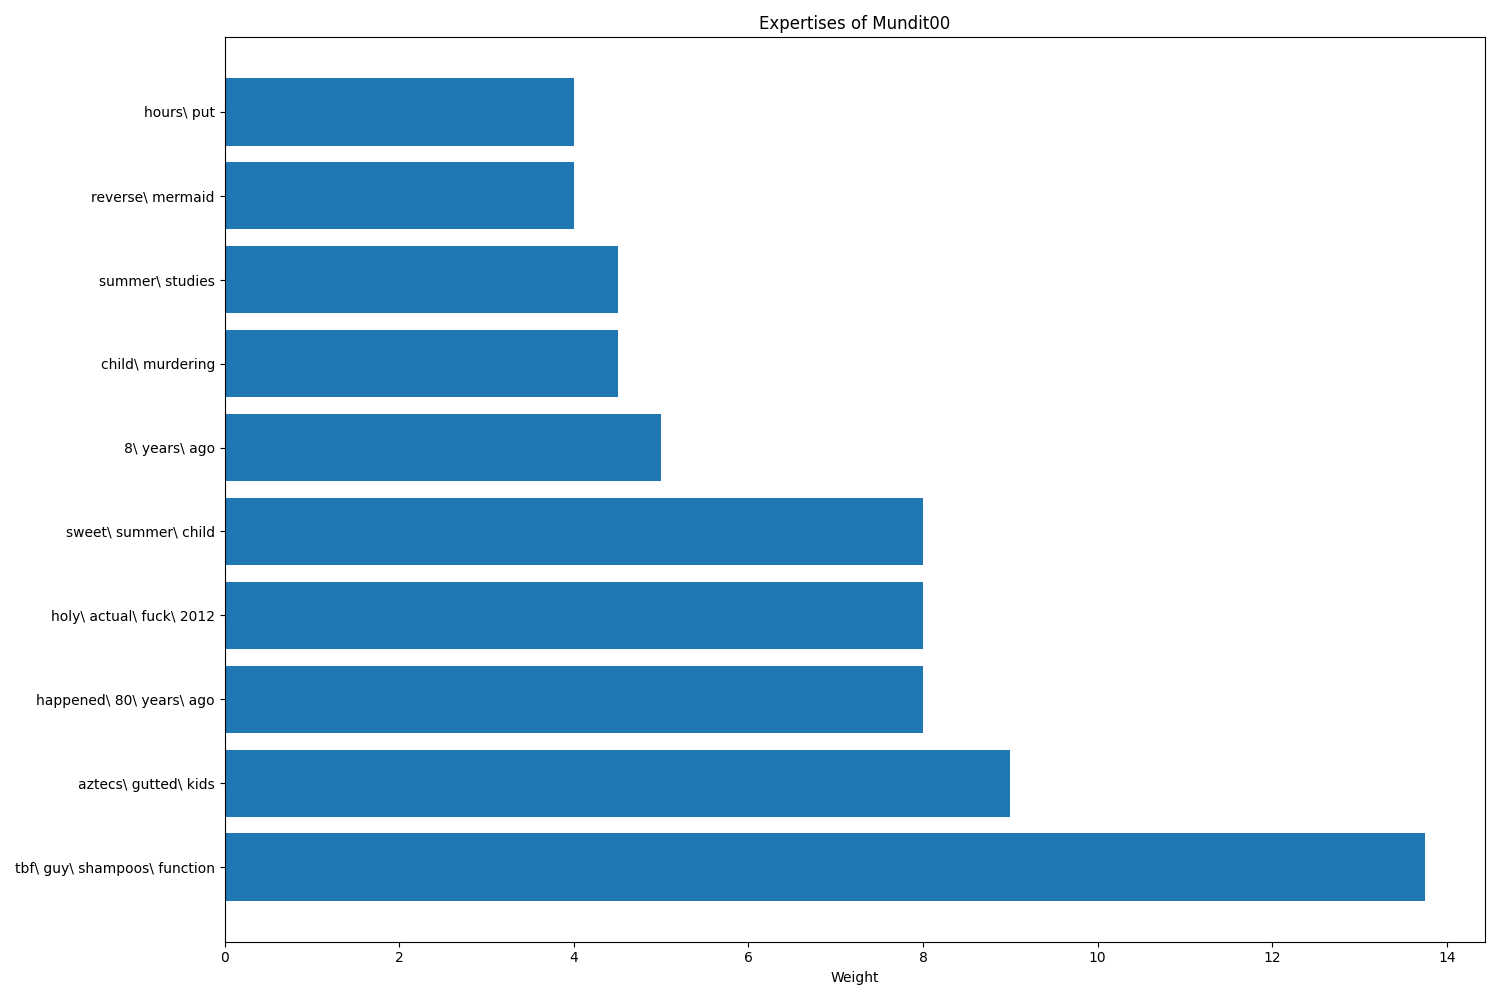 Expertises of Mundit00
hours\ put
reverse\ mermaid
summer\ studies
child\ murdering
8\ years\ ago
sweet\ summer\ child
holy\ actual\ fuck\ 2012
happened\ 80\ years\ ago
aztecs\ gutted\ kids
tbf\ guy\ shampoos\ function
0 2 4 6 8 10 12 14
Weight